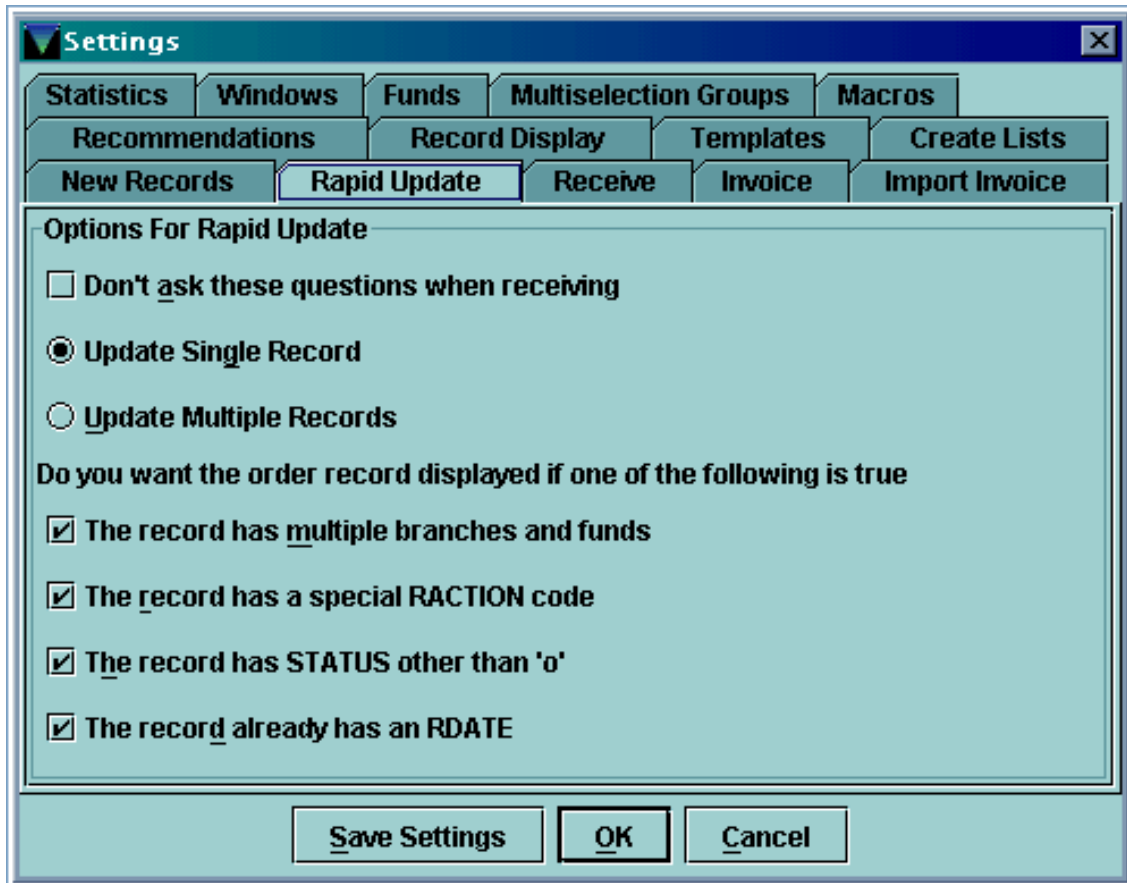 Settings
Statistics Windows Funds Multiselection Groups Macros
Recommendations Record Display Templates Create Lists
New Records Rapid Update Receive Invoice Import Invoice
Options For Rapid Update
Don't ask these questions when receiving
Update Single Record
Update Multiple Records
Do you want the order record displayed if one of the following is true
The record has multiple branches and funds
The record has a special RACTION code
The record has STATUS other than 'o'
The record already has an RDATE
Save Settings OK Cancel